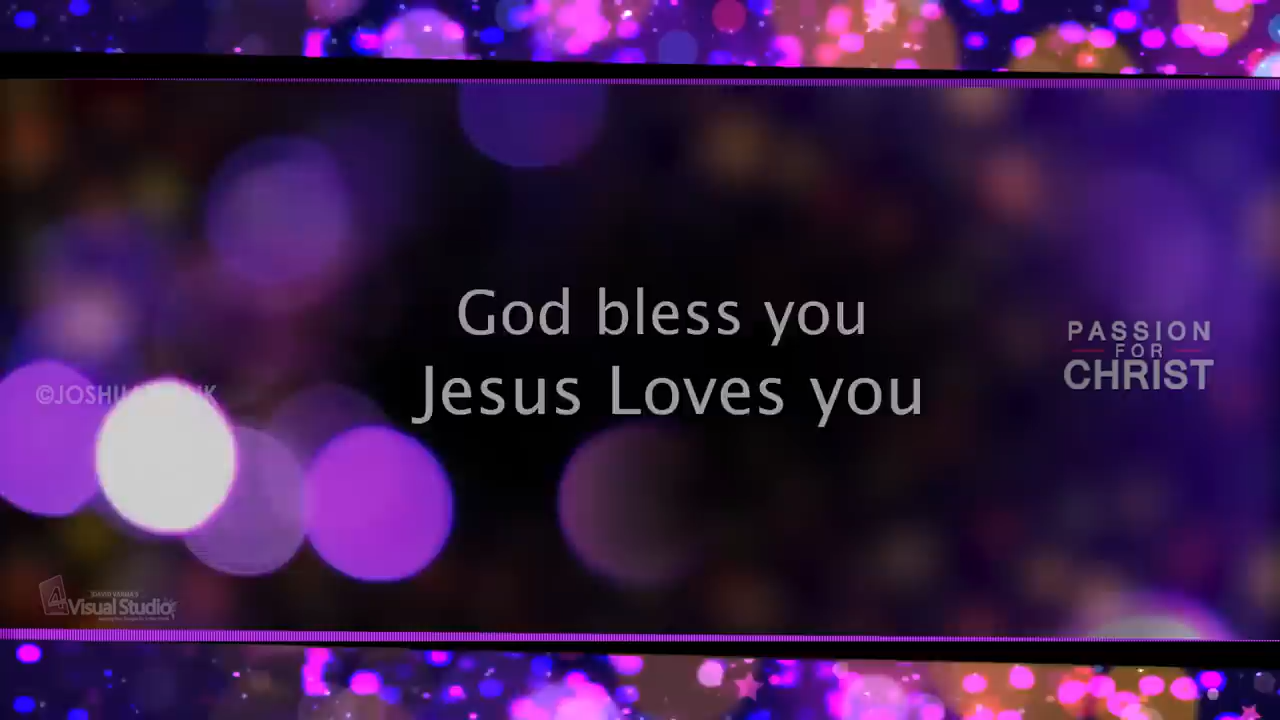 God bless you
Jesus Loves you
PASSION
FOR
CHRIST
Visual Studio